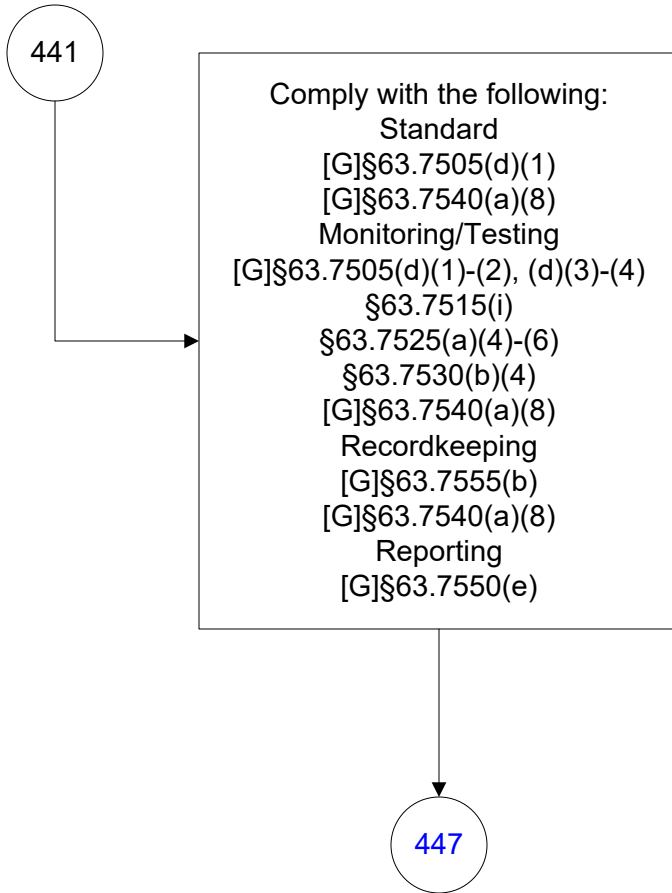 441
Comply with the following:
Standard
[G]§63.7505(d)(1)
[G]§63.7540(a)(8)
Monitoring/Testing
[G]§63.7505(d)(1)-(2), (d)(3)-(4)
§63.7515(i)
§63.7525(a)(4)-(6)
§63.7530(b)(4)
[G]§63.7540(a)(8)
Recordkeeping
[G]§63.7555(b)
[G]§63.7540(a)(8)
Reporting
[G]§63.7550(e)
447